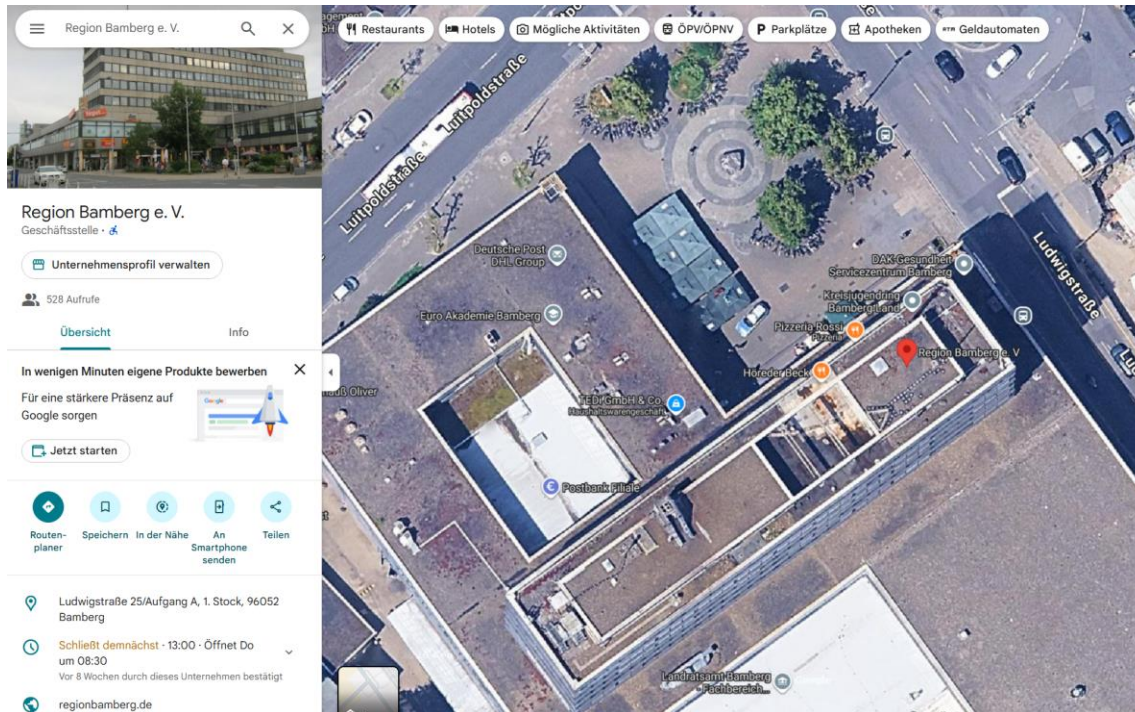 Region Bamberg e. V.
Restaurants
Hotels
Mögliche Aktivitäten
ÖPV/ÖPNV
P Parkplätze
Apotheken
ATM Geldautomaten
Region Bamberg e. V.
Geschäftsstelle
Unternehmensprofil verwalten
528 Aufrufe
Übersicht
Info
In wenigen Minuten eigene Produkte bewerben
Für eine stärkere Präsenz auf
Google sorgen
Google
Jetzt starten
Routen-
planer
Speichern
In der Nähe
An
Smartphone
senden
Teilen
Ludwigstraße 25/Aufgang A, 1. Stock, 96052
Bamberg
Schließt demnächst · 13:00 · Öffnet Do
um 08:30
Vor 8 Wochen durch dieses Unternehmen bestätigt
regionbamberg.de
Luitpoldstraße
Luitpoldstraße
Ludwigstraße
Deutsche Post
DHL Group
Euro Akademie Bamberg
DAK-Gesundheit
Servicezentrum Bamberg
Kreisjugendring
Bamberg Land
Pizzeria Rossi
Pizzeria
Region Bamberg e. V
Höreder Beck
Oliver
TEDi GmbH & Co
Haushaltswarengeschäft
€ Postbank Filiale
Landratsamt Bamberg
- Fachbereich...